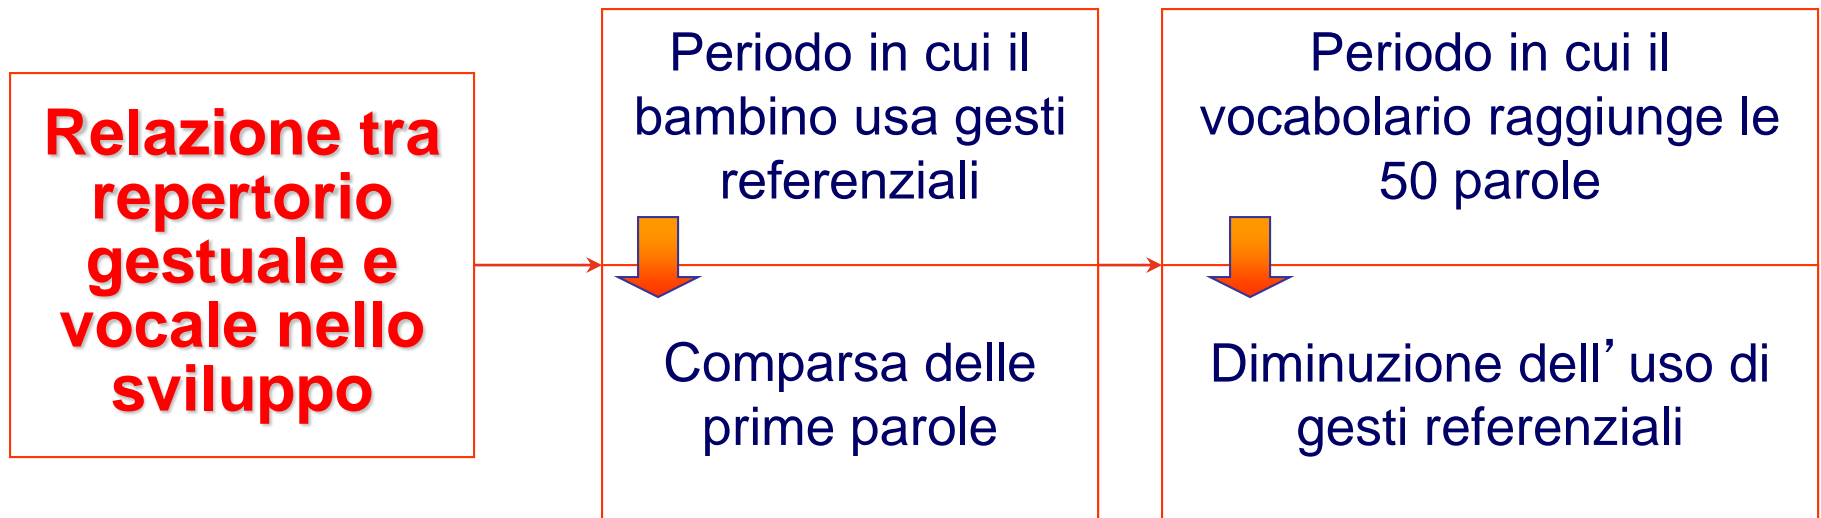 Relazione tra
repertorio
gestuale e
vocale nello
sviluppo
Periodo in cui il
bambino usa gesti
referenziali
Comparsa delle
prime parole
Periodo in cui il
vocabolario raggiunge le
50 parole
Diminuzione dell’ uso di
gesti referenziali